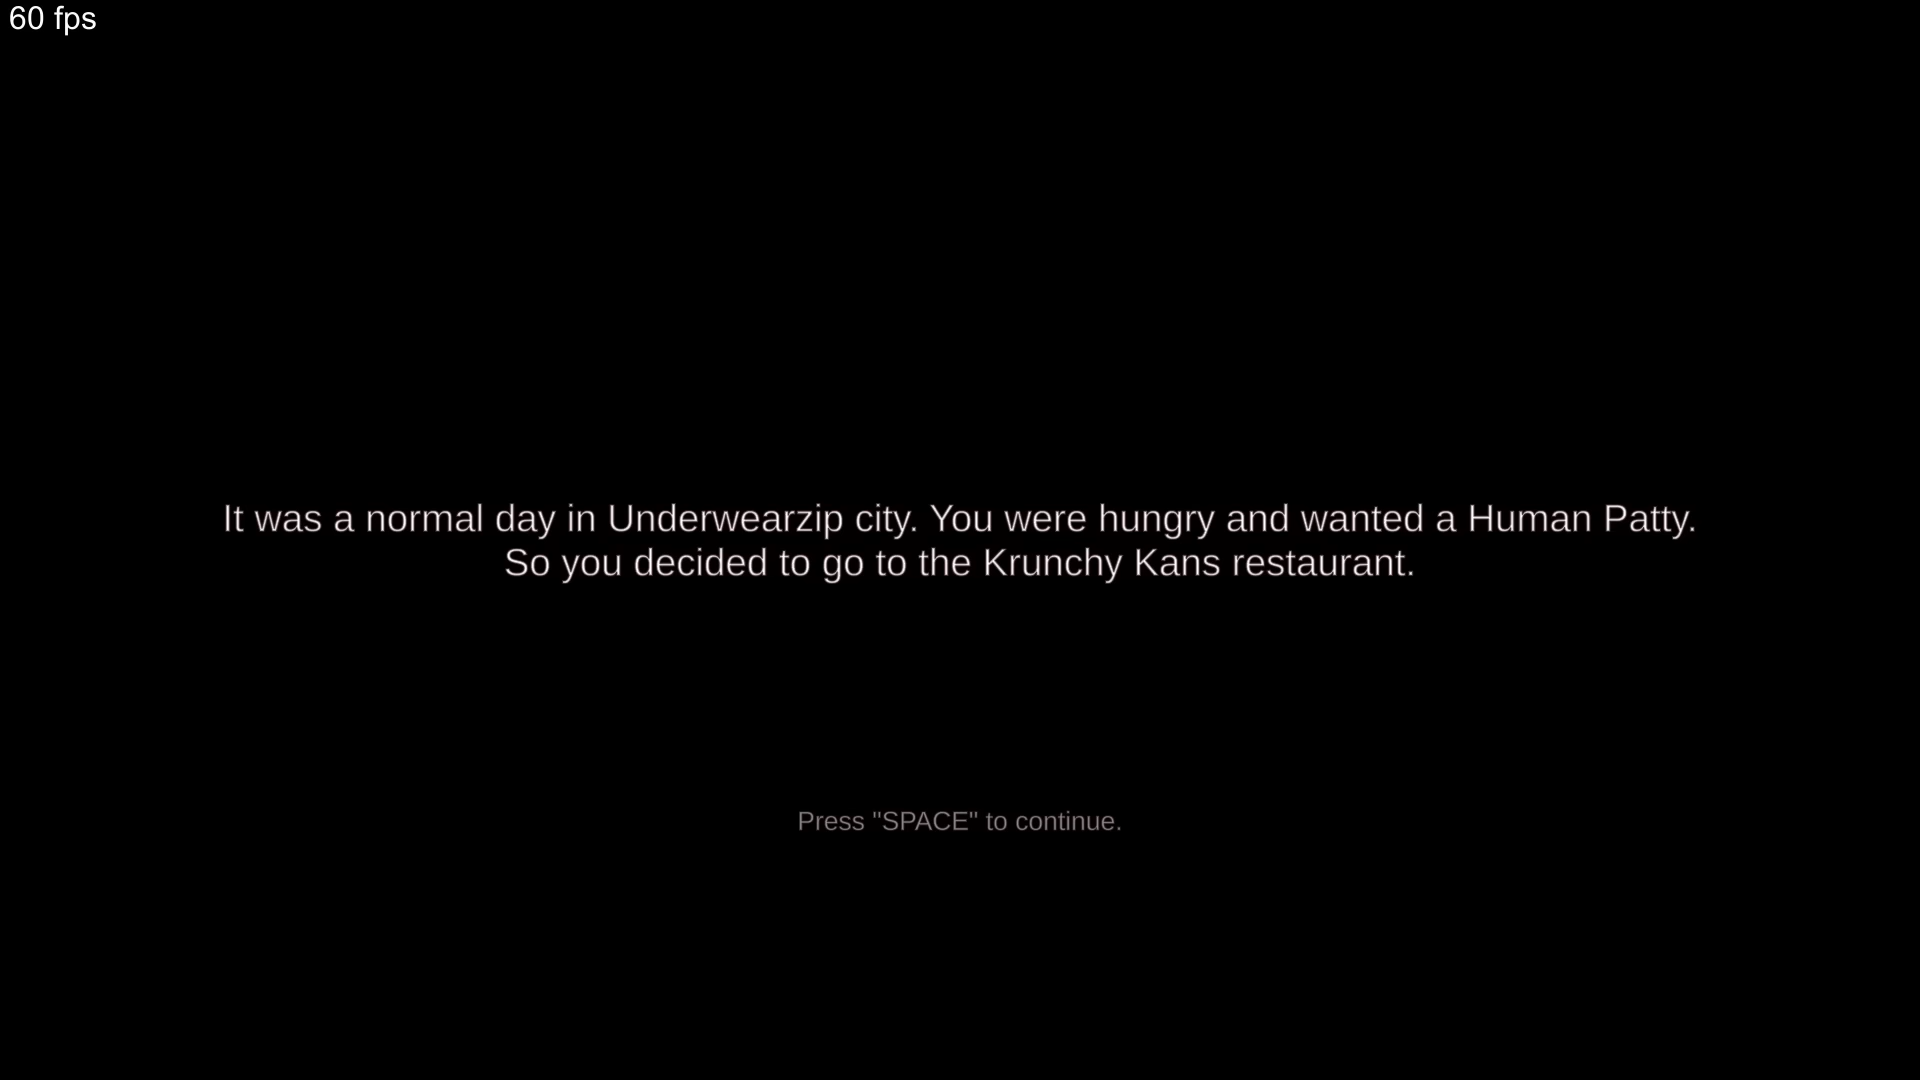 60 fps
It was a normal day in Underwearzip city. You were hungry and wanted a Human Patty.
So you decided to go to the Krunchy Kans restaurant.
Press "SPACE" to continue.